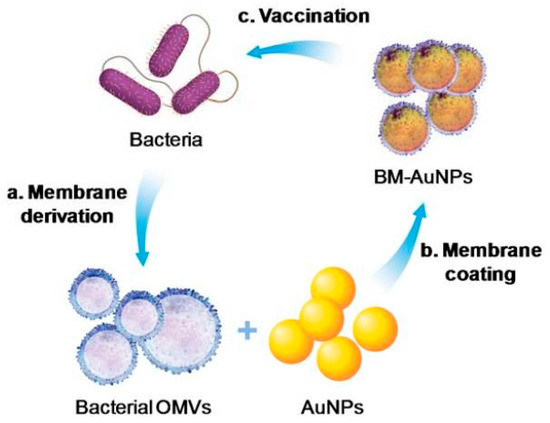 c. Vaccination
Bacteria
BM-AuNPs
a. Membrane
derivation
b. Membrane
coating
+
Bacterial OMVs
AuNPs